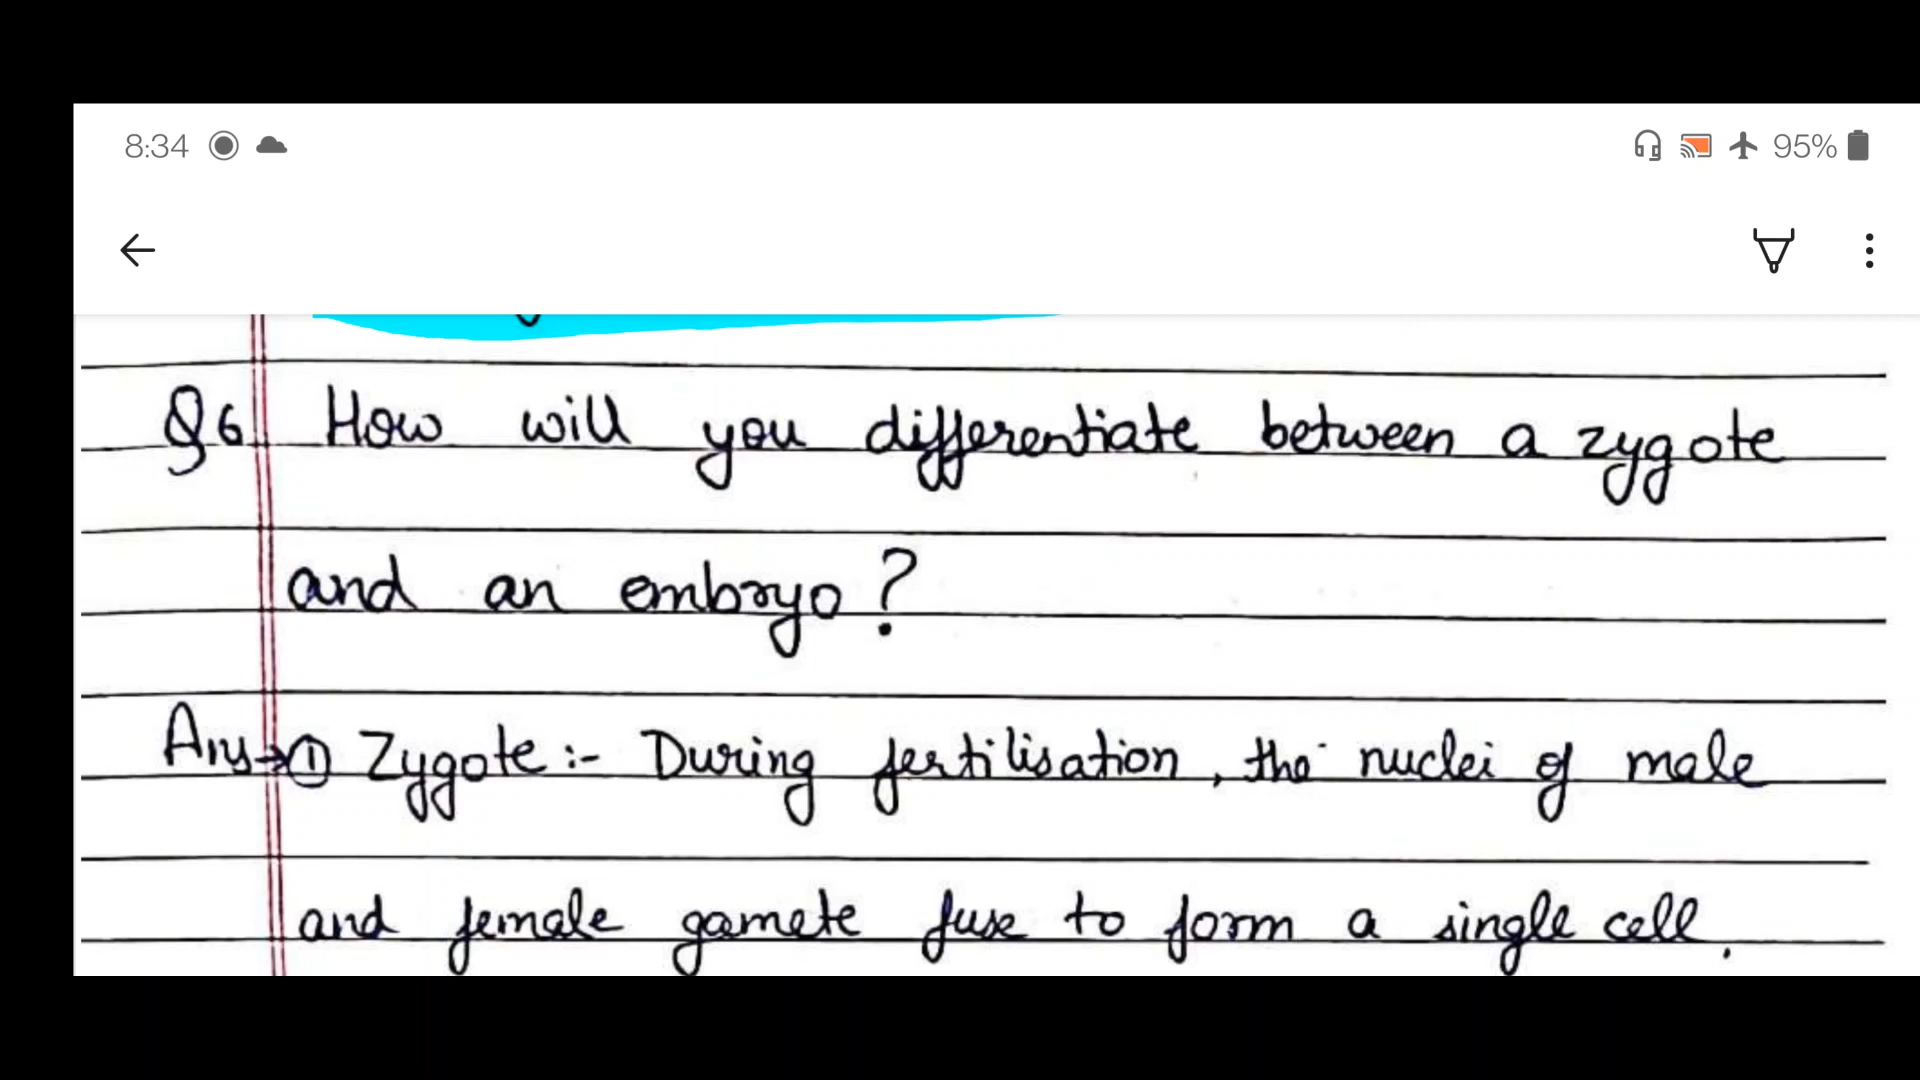 8:34 95%
Q6 How will you differentiate between a zygote
and an embryo?
Ans→① Zygote:- During fertilisation, the nuclei of male
and female gamete fuse to form a single cell,